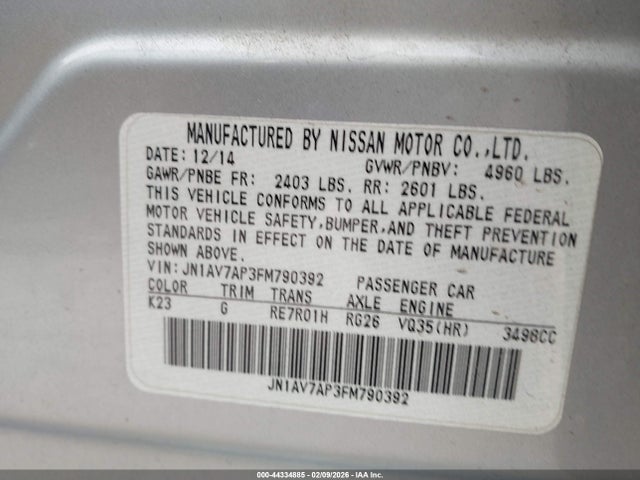 MANUFACTURED BY NISSAN MOTOR CO.,LTD.
DATE: 12/14 GVWR/PNBV: 4960 LBS.
GAWR/PNBE FR: 2403 LBS. RR: 2601 LBS.
THIS VEHICLE CONFORMS TO ALL APPLICABLE FEDERAL
MOTOR VEHICLE SAFETY,BUMPER,AND THEFT PREVENTION
STANDARDS IN EFFECT ON THE DATE OF MANUFACTURE
SHOWN ABOVE.
VIN: JN1AV7AP3FM790392 PASSENGER CAR
COLOR TRIM TRANS AXLE ENGINE
K23 G RE7R01H RG26 VQ35(HR) 3498CC
JN1AV7AP3FM790392
000-44334885 - 02/09/2026 - IAA Inc.